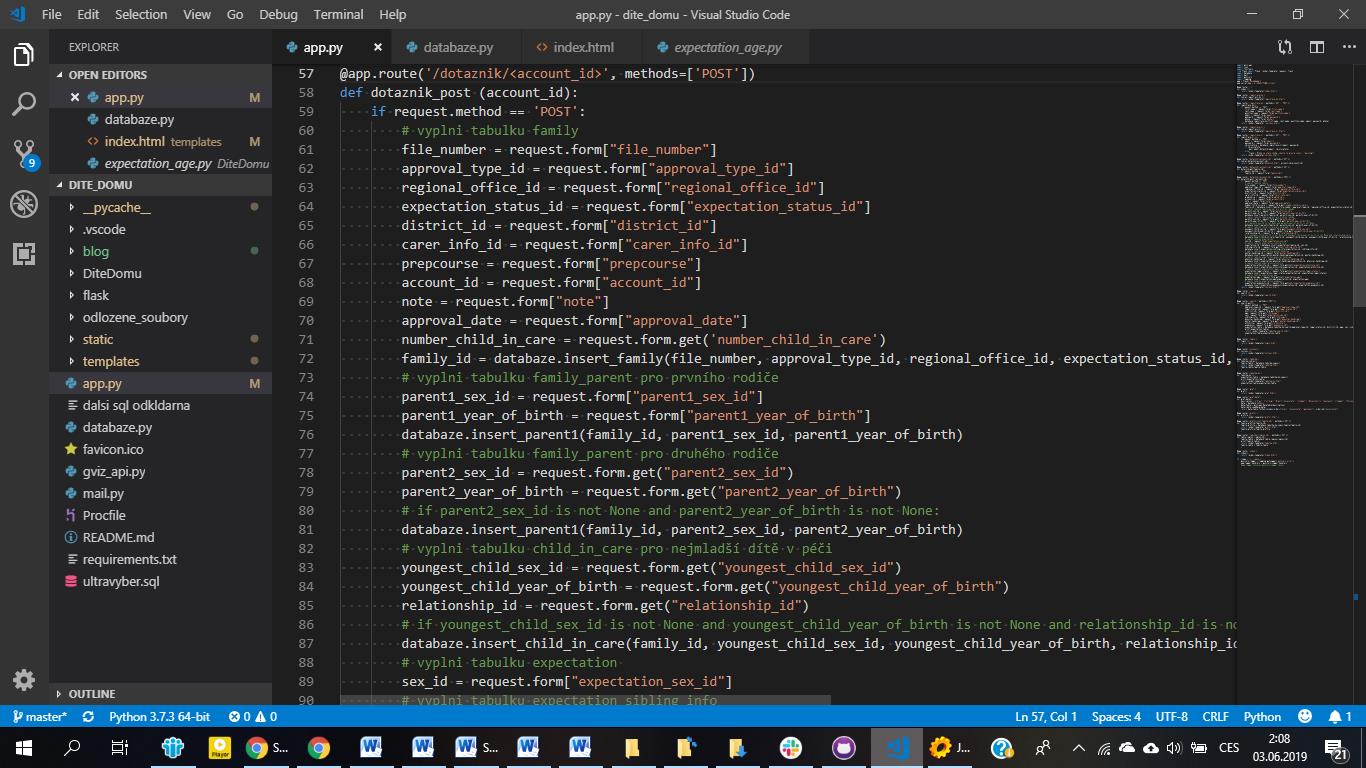 File Edit Selection View Go Debug Terminal Help app.py - dite_domu - Visual Studio Code
EXPLORER
app.py databaze.py index.html expectation_age.py
OPEN EDITORS
app.py M
databaze.py
index.html templates M
expectation_age.py DiteDomu
9
DITE_DOMU
__pycache__
.vscode
blog
DiteDomu
flask
odlozene_soubory
static
templates
app.py M
dalsi sql odkldarna
databaze.py
favicon.ico
gviz_api.py
mail.py
Procfile
README.md
requirements.txt
ultravyber.sql
OUTLINE
57 @app.route('/dotaznik/<account_id>', methods=['POST'])
58 def dotaznik_post (account_id):
59 if request.method == 'POST':
60 # vyplni tabulku family
61 file_number = request.form["file_number"]
62 approval_type_id = request.form["approval_type_id"]
63 regional_office_id = request.form["regional_office_id"]
64 expectation_status_id = request.form["expectation_status_id"]
65 district_id = request.form["district_id"]
66 carer_info_id = request.form["carer_info_id"]
67 prepcourse = request.form["prepcourse"]
68 account_id = request.form["account_id"]
69 note = request.form["note"]
70 approval_date = request.form["approval_date"]
71 number_child_in_care = request.form.get('number_child_in_care')
72 family_id = databaze.insert_family(file_number, approval_type_id, regional_office_id, expectation_status_id,
73 # vyplni tabulku family_parent pro prvního rodiče
74 parent1_sex_id = request.form["parent1_sex_id"]
75 parent1_year_of_birth = request.form["parent1_year_of_birth"]
76 databaze.insert_parent1(family_id, parent1_sex_id, parent1_year_of_birth)
77 # vyplni tabulku family_parent pro druhého rodiče
78 parent2_sex_id = request.form.get("parent2_sex_id")
79 parent2_year_of_birth = request.form.get("parent2_year_of_birth")
80 # if parent2_sex_id is not None and parent2_year_of_birth is not None:
81 databaze.insert_parent1(family_id, parent2_sex_id, parent2_year_of_birth)
82 # vyplni tabulku child_in_care pro nejmladší dítě v péči
83 youngest_child_sex_id = request.form.get("youngest_child_sex_id")
84 youngest_child_year_of_birth = request.form.get("youngest_child_year_of_birth")
85 relationship_id = request.form.get("relationship_id")
86 # if youngest_child_sex_id is not None and youngest_child_year_of_birth is not None and relationship_id is no
87 databaze.insert_child_in_care(family_id, youngest_child_sex_id, youngest_child_year_of_birth, relationship_id
88 # vyplni tabulku expectation
89 sex_id = request.form["expectation_sex_id"]
90 # vyplni tabulku expectation_sibling_info
master* Python 3.7.3 64-bit 0 0 Ln 57, Col 1 Spaces: 4 UTF-8 CRLF Python 1
Player S... S... J... CES 2:08
03.06.2019 21